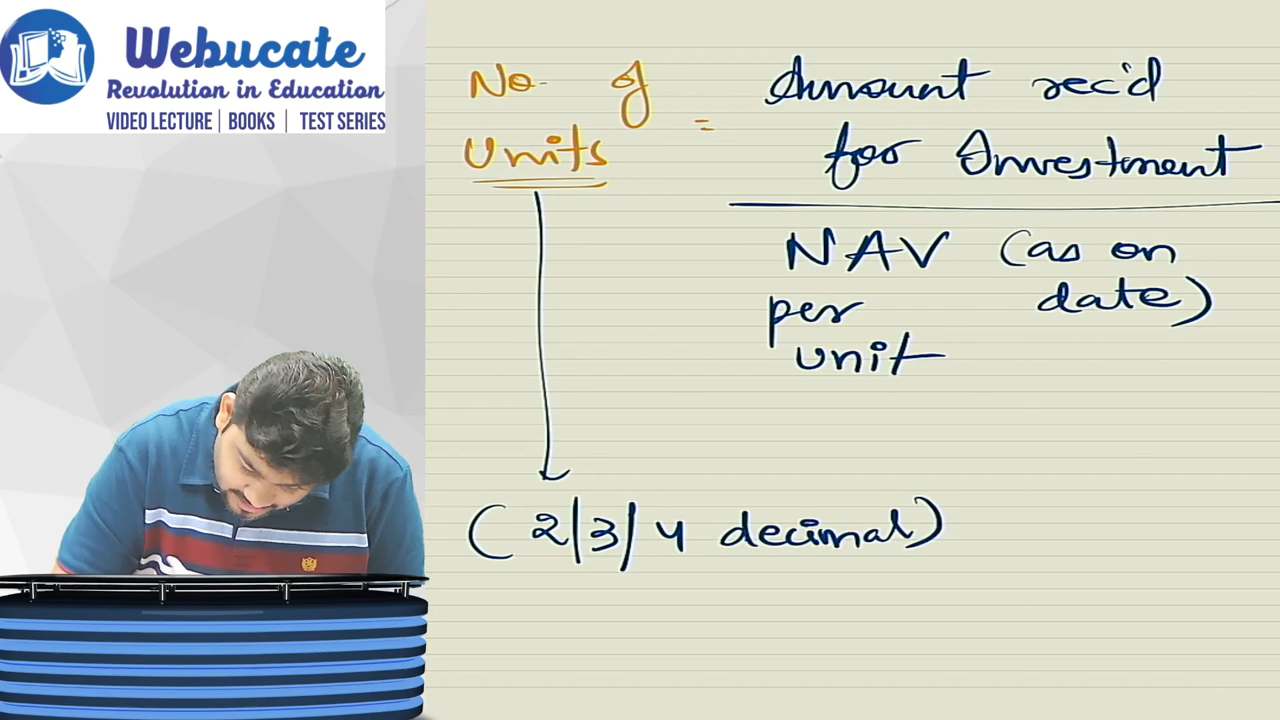 Webucate
Revolution in Education
VIDEO LECTURE | BOOKS | TEST SERIES
No. of
Units
= Amount rec'd
for Investment
NAV (as on
per date)
unit
( 2|3|4 decimal)